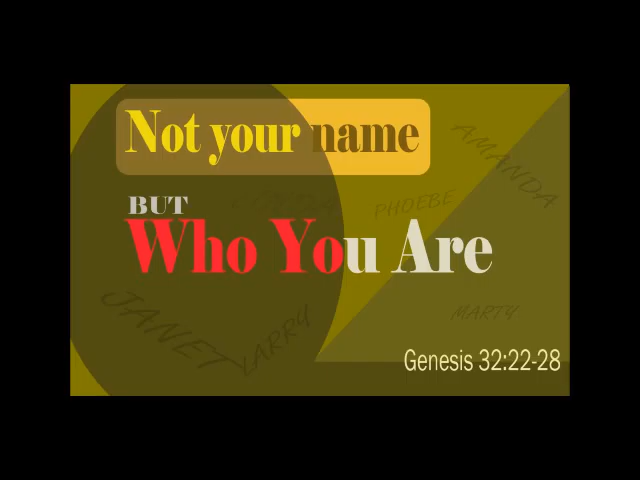 Not your name
BUT
Who You Are
AMANDA
PHOEBE
MARTY
JANET
LARRY
Genesis 32:22-28